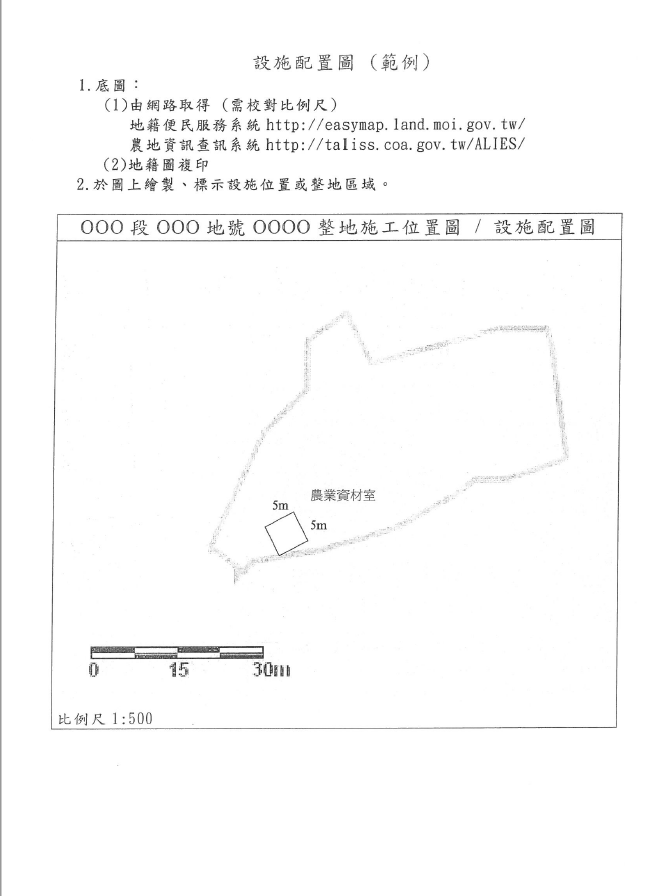 設施配置圖（範例）
1.底圖：
(1)由網路取得（需校對比例尺）
地籍便民服務系統 http://easymap.land.moi.gov.tw/
農地資訊查訊系統 http://taliss.coa.gov.tw/ALIES/
(2)地籍圖複印
2.於圖上繪製、標示設施位置或整地區域。
OOO 段 OOO 地號 OOOO 整地施工位置圖 / 設施配置圖
農業資材室
5m
5m
0 15 30m
比例尺 1:500